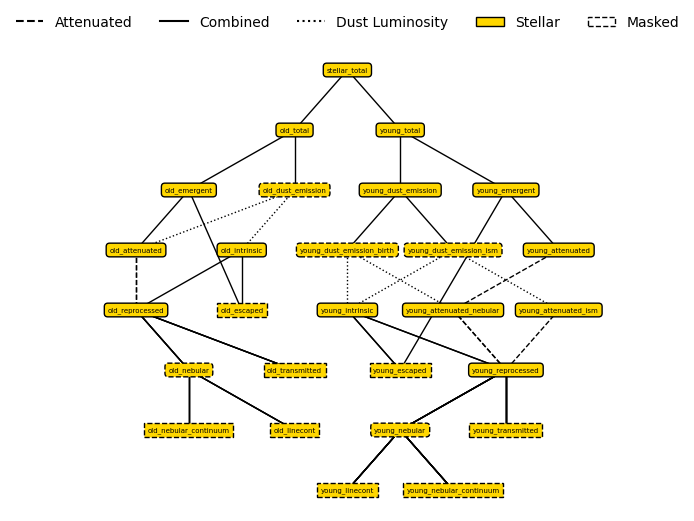 Attenuated Combined Dust Luminosity Stellar Masked
stellar_total
old_total young_total
old_emergent old_dust_emission young_dust_emission young_emergent
old_attenuated old_intrinsic young_dust_emission_birth young_dust_emission_ism young_attenuated
old_reprocessed old_escaped young_intrinsic young_attenuated_nebular young_attenuated_ism
old_nebular old_transmitted young_escaped young_reprocessed
old_nebular_continuum old_linecont young_nebular young_transmitted
young_linecont young_nebular_continuum